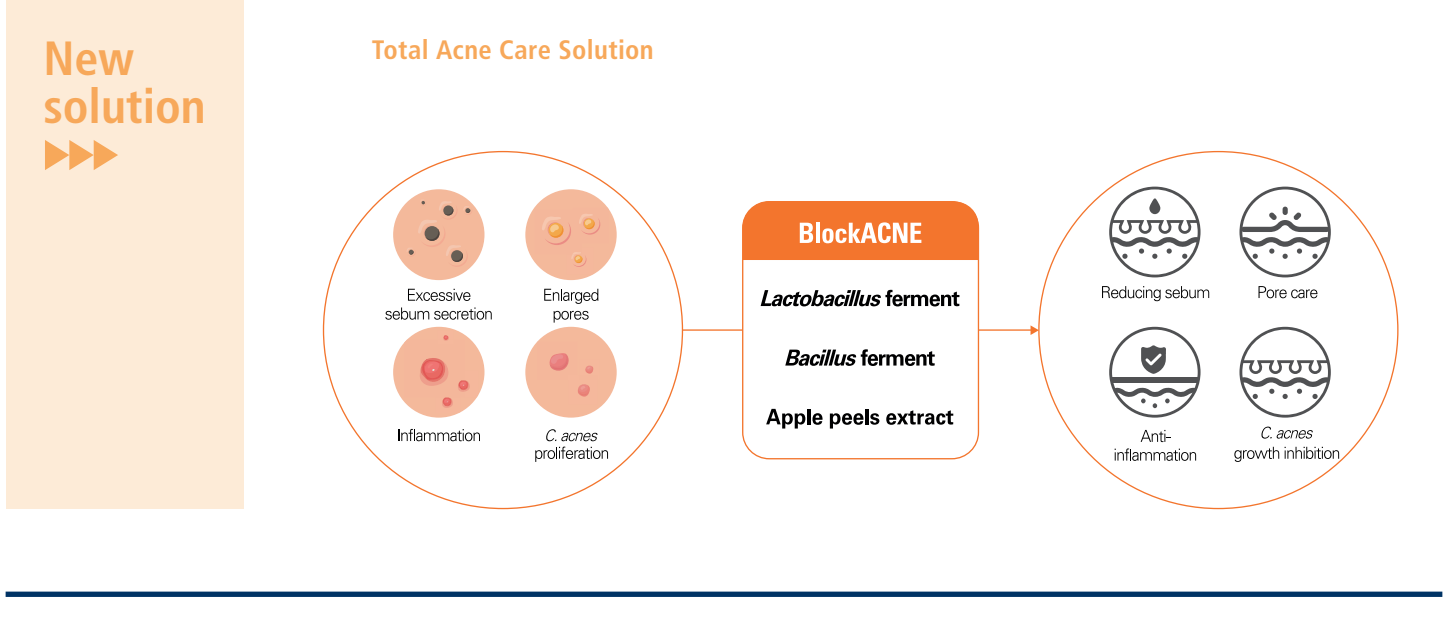 New
solution
Total Acne Care Solution
Excessive
sebum secretion
Enlarged
pores
Inflammation
C. acnes
proliferation
BlockACNE
Lactobacillus ferment
Bacillus ferment
Apple peels extract
Reducing sebum
Pore care
Anti-
inflammation
C. acnes
growth inhibition